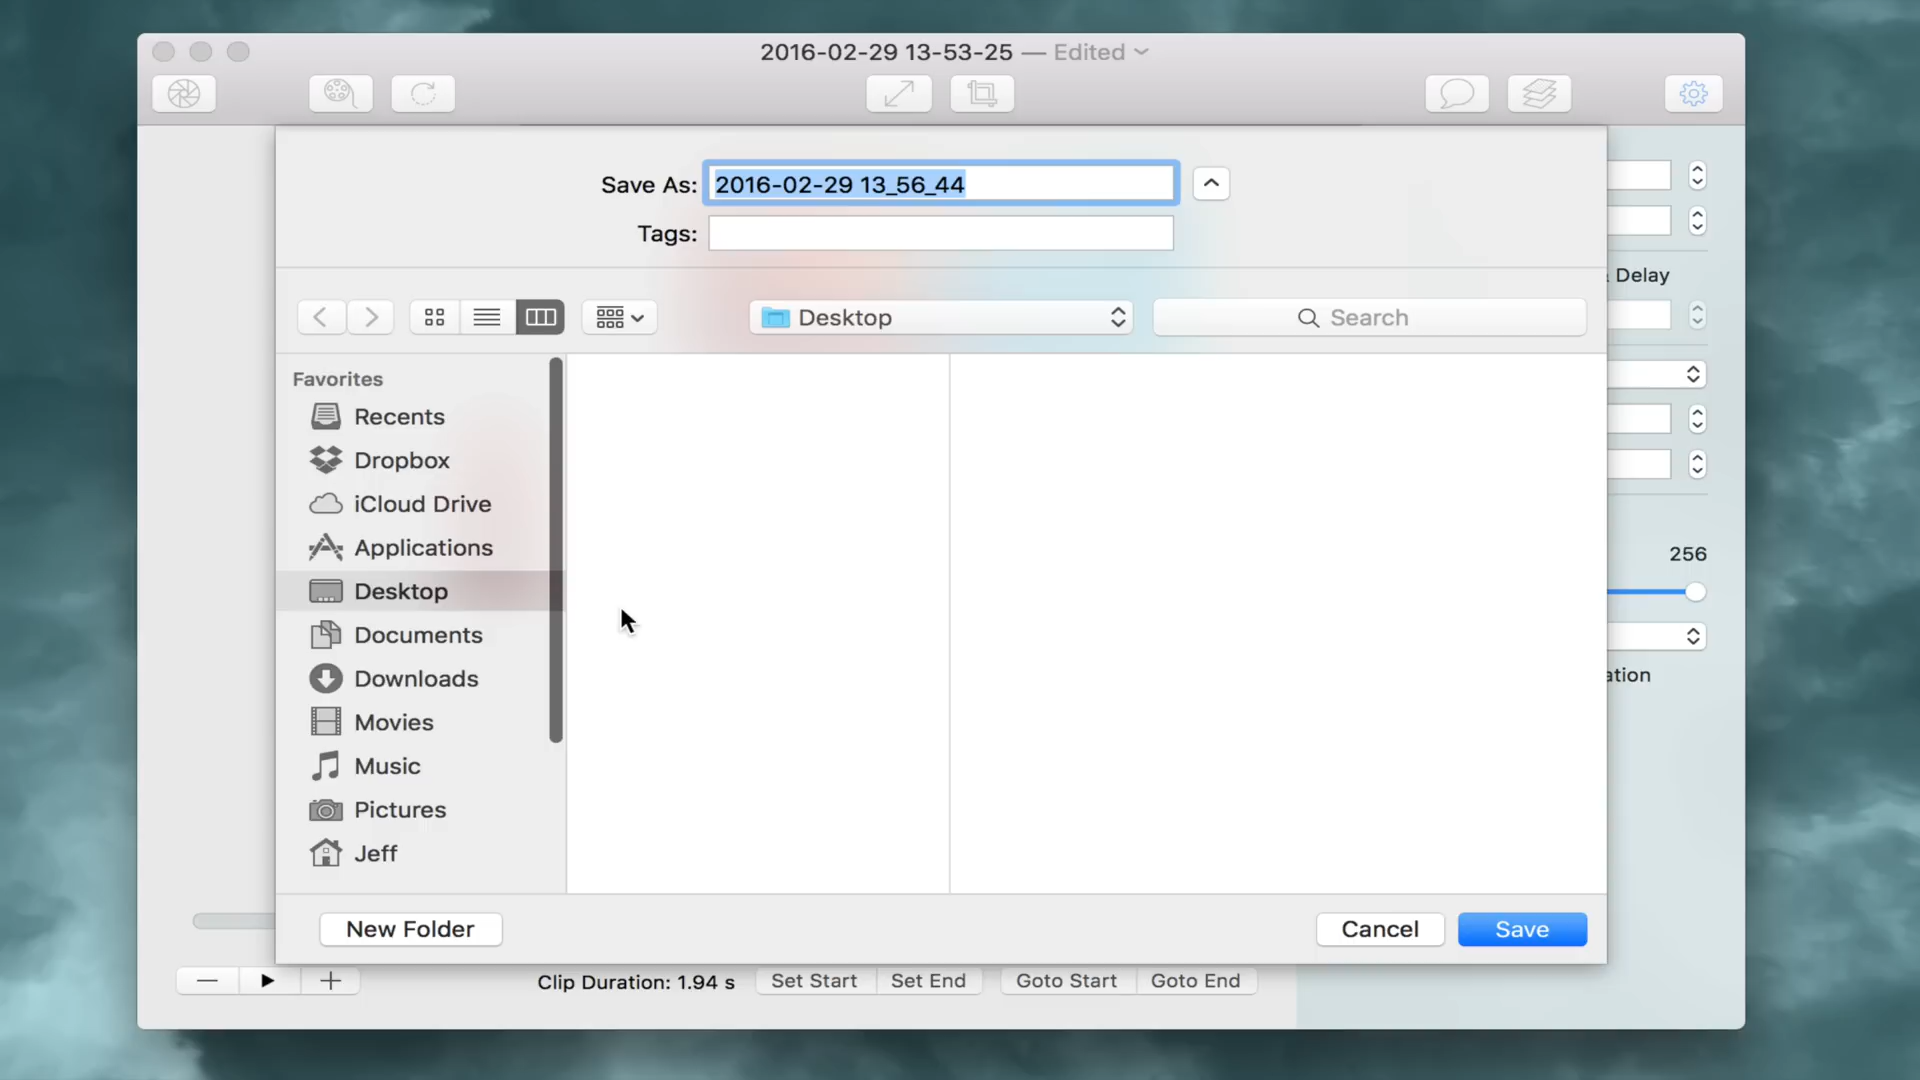 2016-02-29 13-53-25 — Edited
Save As: 2016-02-29 13_56_44
Tags:
Delay
Desktop
Search
Favorites
Recents
Dropbox
iCloud Drive
Applications
Desktop
Documents
Downloads
Movies
Music
Pictures
Jeff
256
ation
New Folder
Cancel
Save
Clip Duration: 1.94 s
Set Start
Set End
Goto Start
Goto End